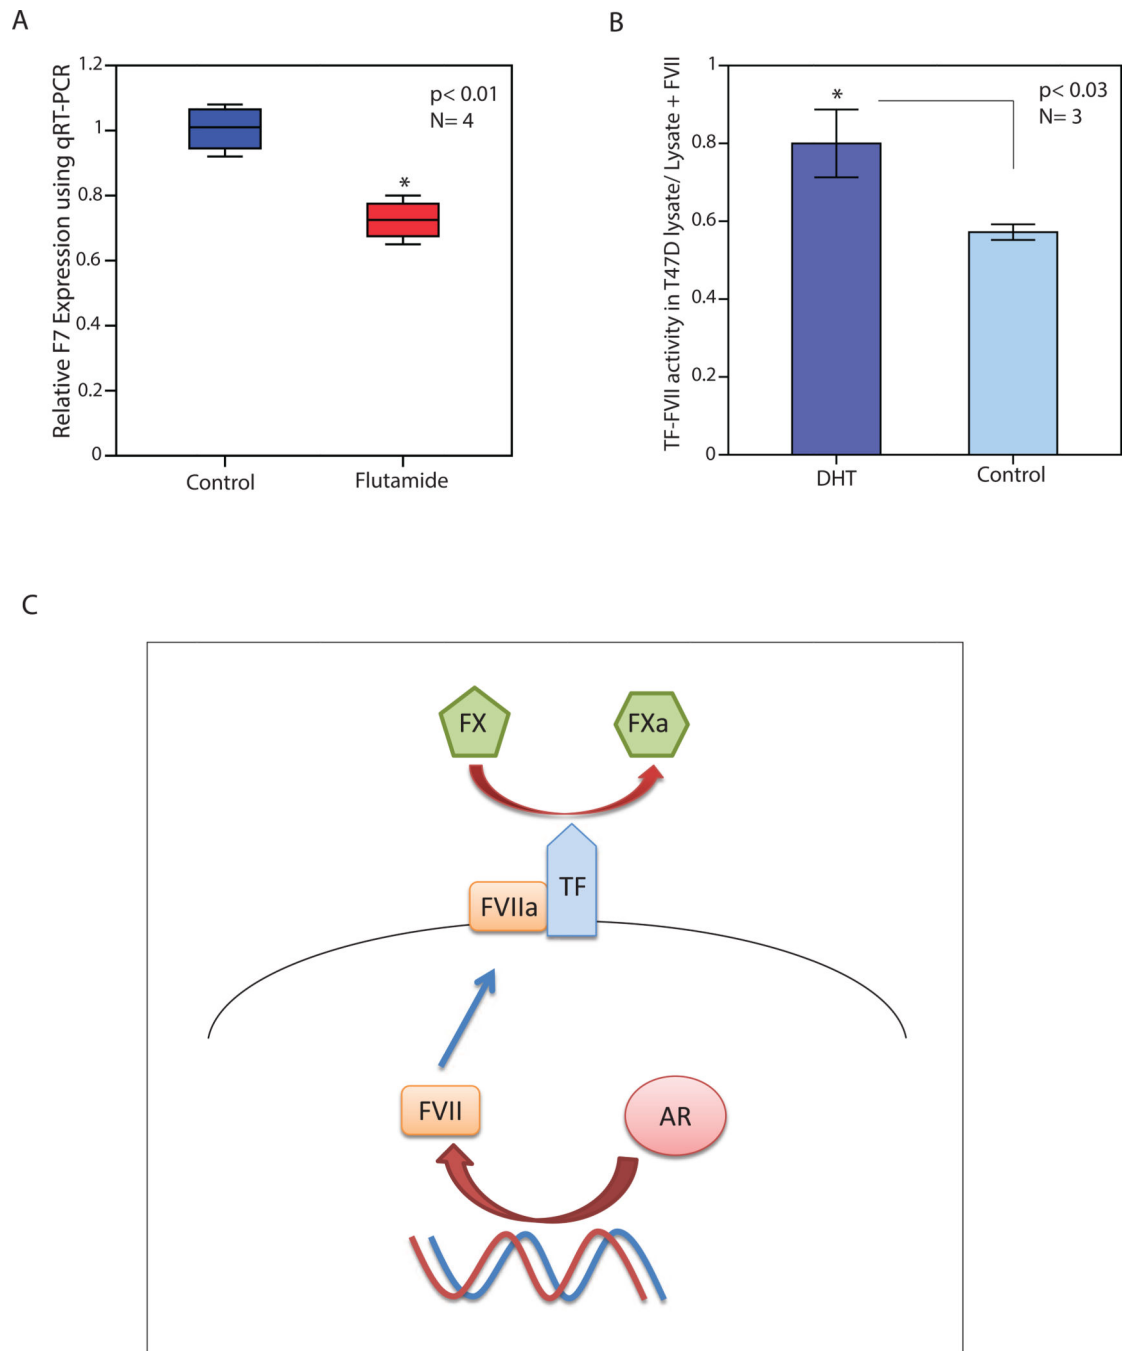 A
Relative F7 Expression using qRT-PCR
1.2
1
0.8
0.6
0.4
0.2
0
p< 0.01
N= 4
*
Control
Flutamide
B
TF-FVII activity in T47D lysate/ Lysate + FVII
1
0.8
0.6
0.4
0.2
0
*
p< 0.03
N= 3
DHT
Control
C
FX
FXa
TF
FVIIa
FVII
AR